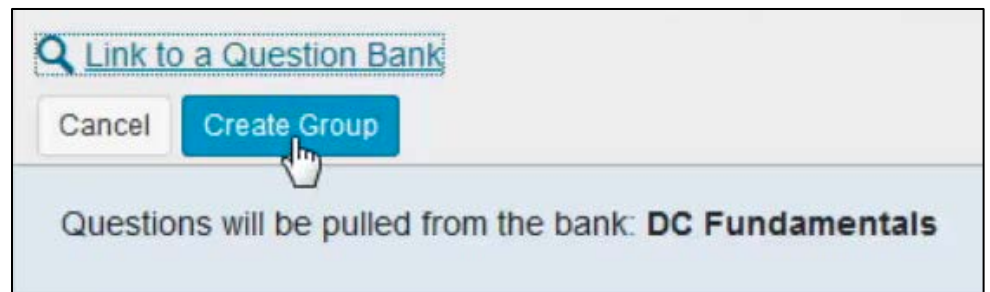 Link to a Question Bank
Cancel Create Group
Questions will be pulled from the bank: DC Fundamentals